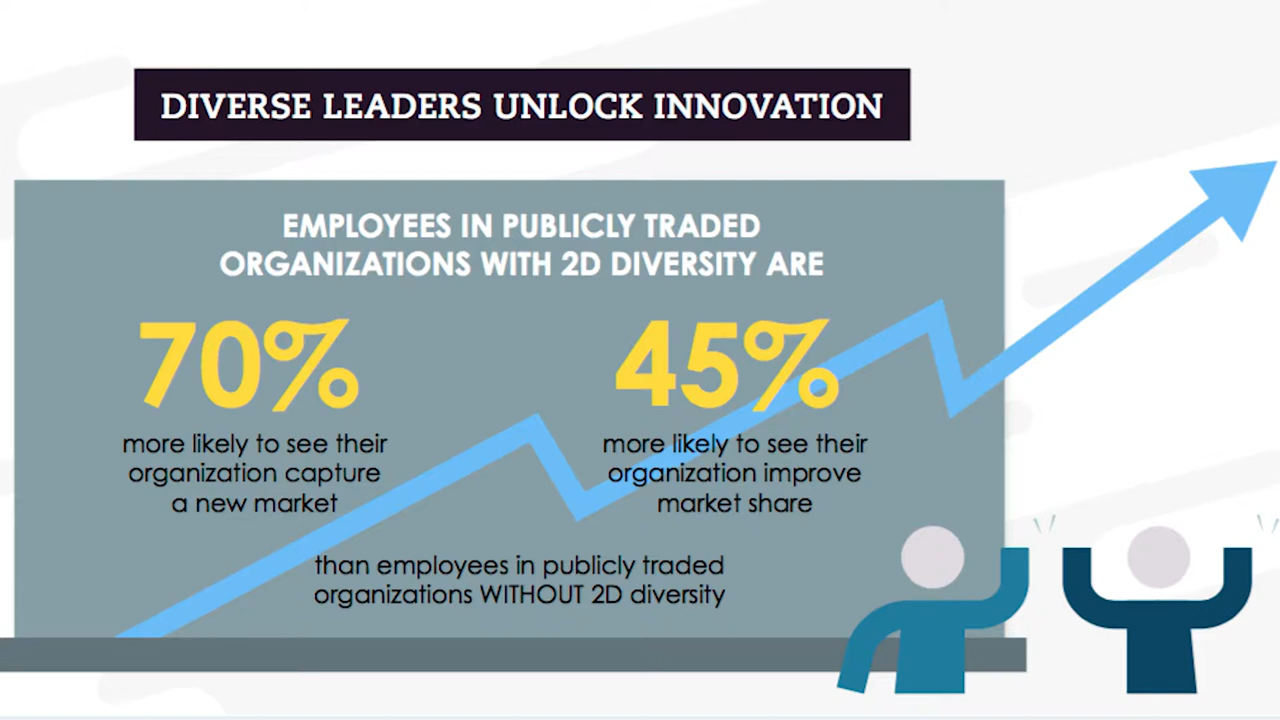 DIVERSE LEADERS UNLOCK INNOVATION
EMPLOYEES IN PUBLICLY TRADED
ORGANIZATIONS WITH 2D DIVERSITY ARE
70%
more likely to see their
organization capture
a new market
45%
more likely to see their
organization improve
market share
than employees in publicly traded
organizations WITHOUT 2D diversity